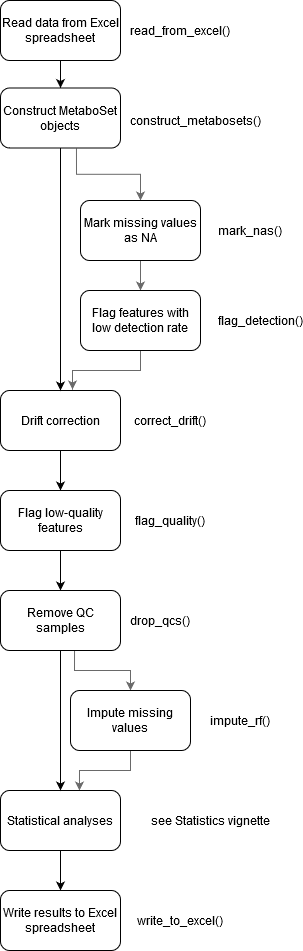 Read data from Excel
spreadsheet
read_from_excel()
Construct MetaboSet
objects
construct_metabosets()
Mark missing values
as NA
mark_nas()
Flag features with
low detection rate
flag_detection()
Drift correction
correct_drift()
Flag low-quality
features
flag_quality()
Remove QC
samples
drop_qcs()
Impute missing
values
impute_rf()
Statistical analyses
see Statistics vignette
Write results to Excel
spreadsheet
write_to_excel()